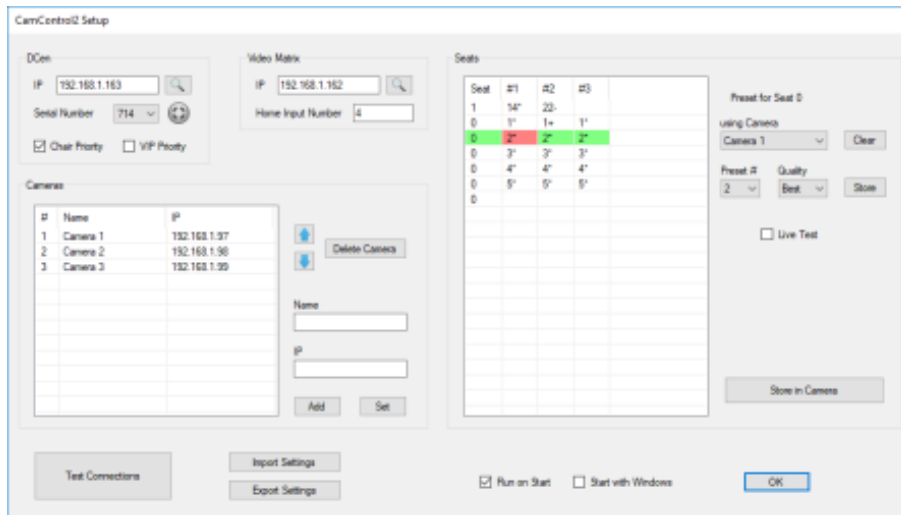 CamControl2 Setup
DCen
IP 192.168.1.163
Serial Number 714
Chair Priority VIP Priority
Video Matrix
IP 192.168.1.162
Home Input Number 4
Cameras
# Name IP
1 Camera 1 192.168.1.97
2 Camera 2 192.168.1.98
3 Camera 3 192.168.1.99
Delete Camera
Name
IP
Add Set
Seats
Seat #1 #2 #3
1 14* 22-
0 1* 1+ 1*
0 2* 2* 2*
0 3* 3* 3*
0 4* 4* 4*
0 5* 5* 5*
0
Preset for Seat 0
using Camera
Camera 1 Clear
Preset # Quality
2 Best Store
Live Test
Store in Camera
Test Connections
Import Settings
Export Settings
Run on Start Start with Windows
OK